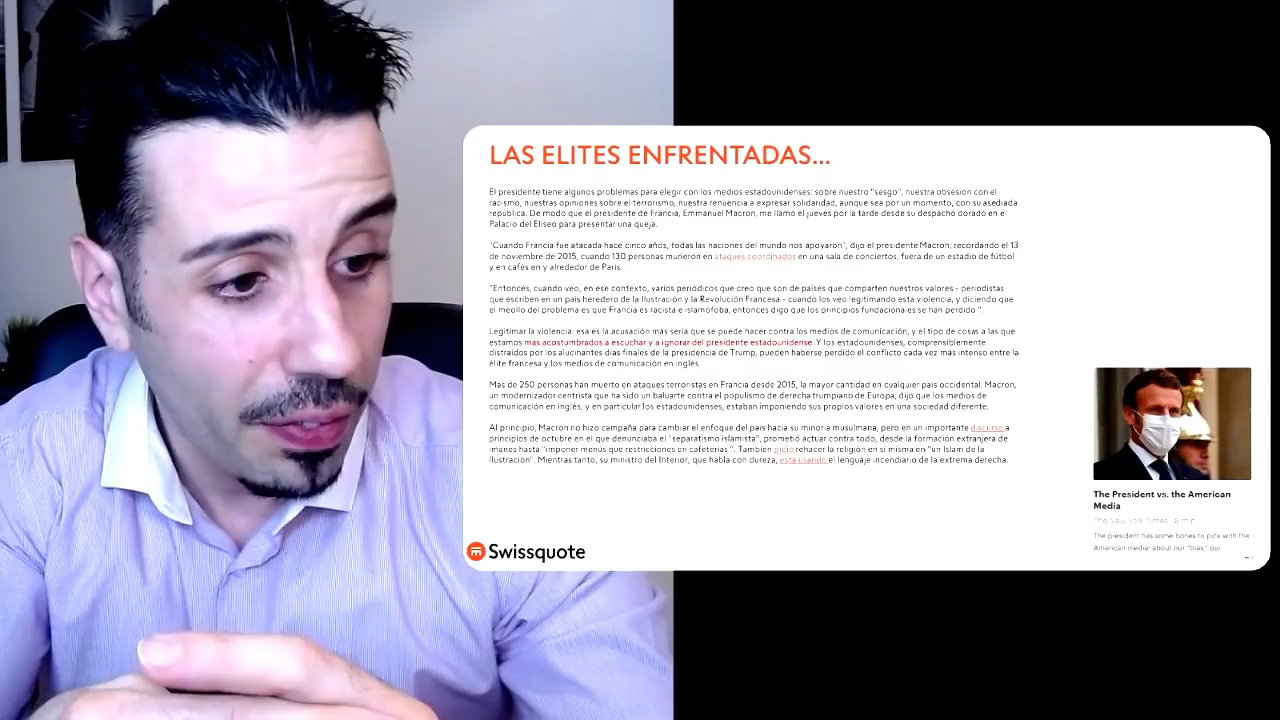 LAS ELITES ENFRENTADAS...
El presidente tiene algunos problemas para elegir con los medios estadounidenses: sobre nuestro "sesgo", nuestra obsesión con el
racismo, nuestras opiniones sobre el terrorismo, nuestra renuencia a expresar solidaridad, aunque sea por un momento, con su asediada
república. De modo que el presidente de Francia, Emmanuel Macron, me llamó el jueves por la tarde desde su despacho dorado en el
Palacio del Elíseo para presentar una queja.
"Cuando Francia fue atacada hace cinco años, todas las naciones del mundo nos apoyaron", dijo el presidente Macron, recordando el 13
de noviembre de 2015, cuando 130 personas murieron en ataques coordinados en una sala de conciertos, fuera de un estadio de fútbol
y en cafés en y alrededor de París.
"Entonces, cuando veo, en ese contexto, varios periódicos que creo que son de países que comparten nuestros valores - periodistas
que escriben en un país heredero de la Ilustración y la Revolución Francesa - cuando los veo legitimando esta violencia, y diciendo que
el meollo del problema es que Francia es racista e islamófoba, entonces digo que los principios fundacionales se han perdido ".
Legitimar la violencia: esa es la acusación más seria que se puede hacer contra los medios de comunicación, y el tipo de cosas a las que
estamos más acostumbrados a escuchar y a ignorar del presidente estadounidense. Y los estadounidenses, comprensiblemente
distraídos por los alucinantes días finales de la presidencia de Trump, pueden haberse perdido el conflicto cada vez más intenso entre la
élite francesa y los medios de comunicación en inglés.
Más de 250 personas han muerto en ataques terroristas en Francia desde 2015, la mayor cantidad en cualquier país occidental. Macron,
un modernizador centrista que ha sido un baluarte contra el populismo de derecha trumpiano de Europa, dijo que los medios de
comunicación en inglés, y en particular los estadounidenses, estaban imponiendo sus propios valores en una sociedad diferente.
Al principio, Macron no hizo campaña para cambiar el enfoque del país hacia su minoría musulmana, pero en un importante discurso a
principios de octubre en el que denunciaba el "separatismo islamista", prometió actuar contra todo, desde la formación extranjera de
imanes hasta "imponer menús que restricciones en cafeterías ". También pidió rehacer la religión en sí misma en "un Islam de la
Ilustración". Mientras tanto, su ministro del Interior, que habla con dureza, está usando el lenguaje incendiario de la extrema derecha.
The President vs. the American
Media
The New York Times · 8 min
The president has some bones to pick with the
American media: about our "bias," our
Swissquote